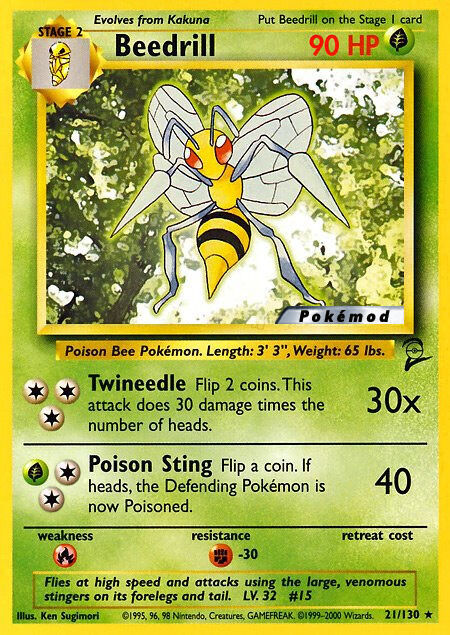 Evolves from Kakuna Put Beedrill on the Stage 1 card
STAGE 2
Beedrill 90 HP
Pokémod
Poison Bee Pokémon. Length: 3' 3", Weight: 65 lbs.
Twineedle Flip 2 coins. This
attack does 30 damage times the
number of heads.
30x
Poison Sting Flip a coin. If
heads, the Defending Pokémon is
now Poisoned.
40
weakness resistance retreat cost
-30
Flies at high speed and attacks using the large, venomous
stingers on its forelegs and tail. LV. 32 #15
Illus. Ken Sugimori ©1995, 96, 98 Nintendo, Creatures, GAMEFREAK. ©1999-2000 Wizards. 21/130 ★